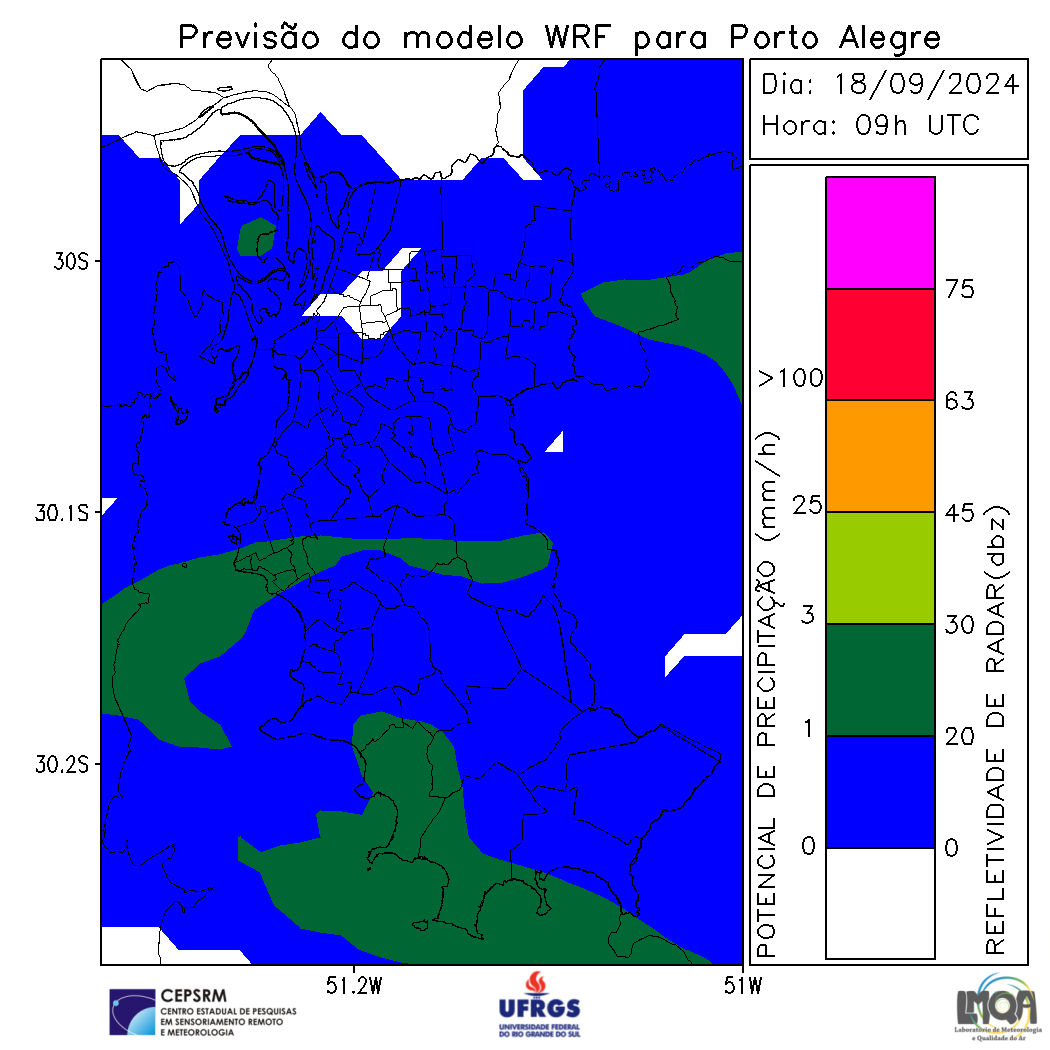 Previsão do modelo WRF para Porto Alegre
Dia: 18/09/2024
Hora: 09h UTC
30S
30.1S
30.2S
51.2W
51W
POTENCIAL DE PRECIPITAÇÃO (mm/h)
>100
25
3
1
0
75
63
45
30
20
0
REFLETIVIDADE DE RADAR(dbz)
CEPSRM
CENTRO ESTADUAL DE PESQUISAS
EM SENSORIAMENTO REMOTO
E METEOROLOGIA
UFRGS
UNIVERSIDADE FEDERAL
DO RIO GRANDE DO SUL
LMQA
Laboratório de Meteorologia
e Qualidade do Ar